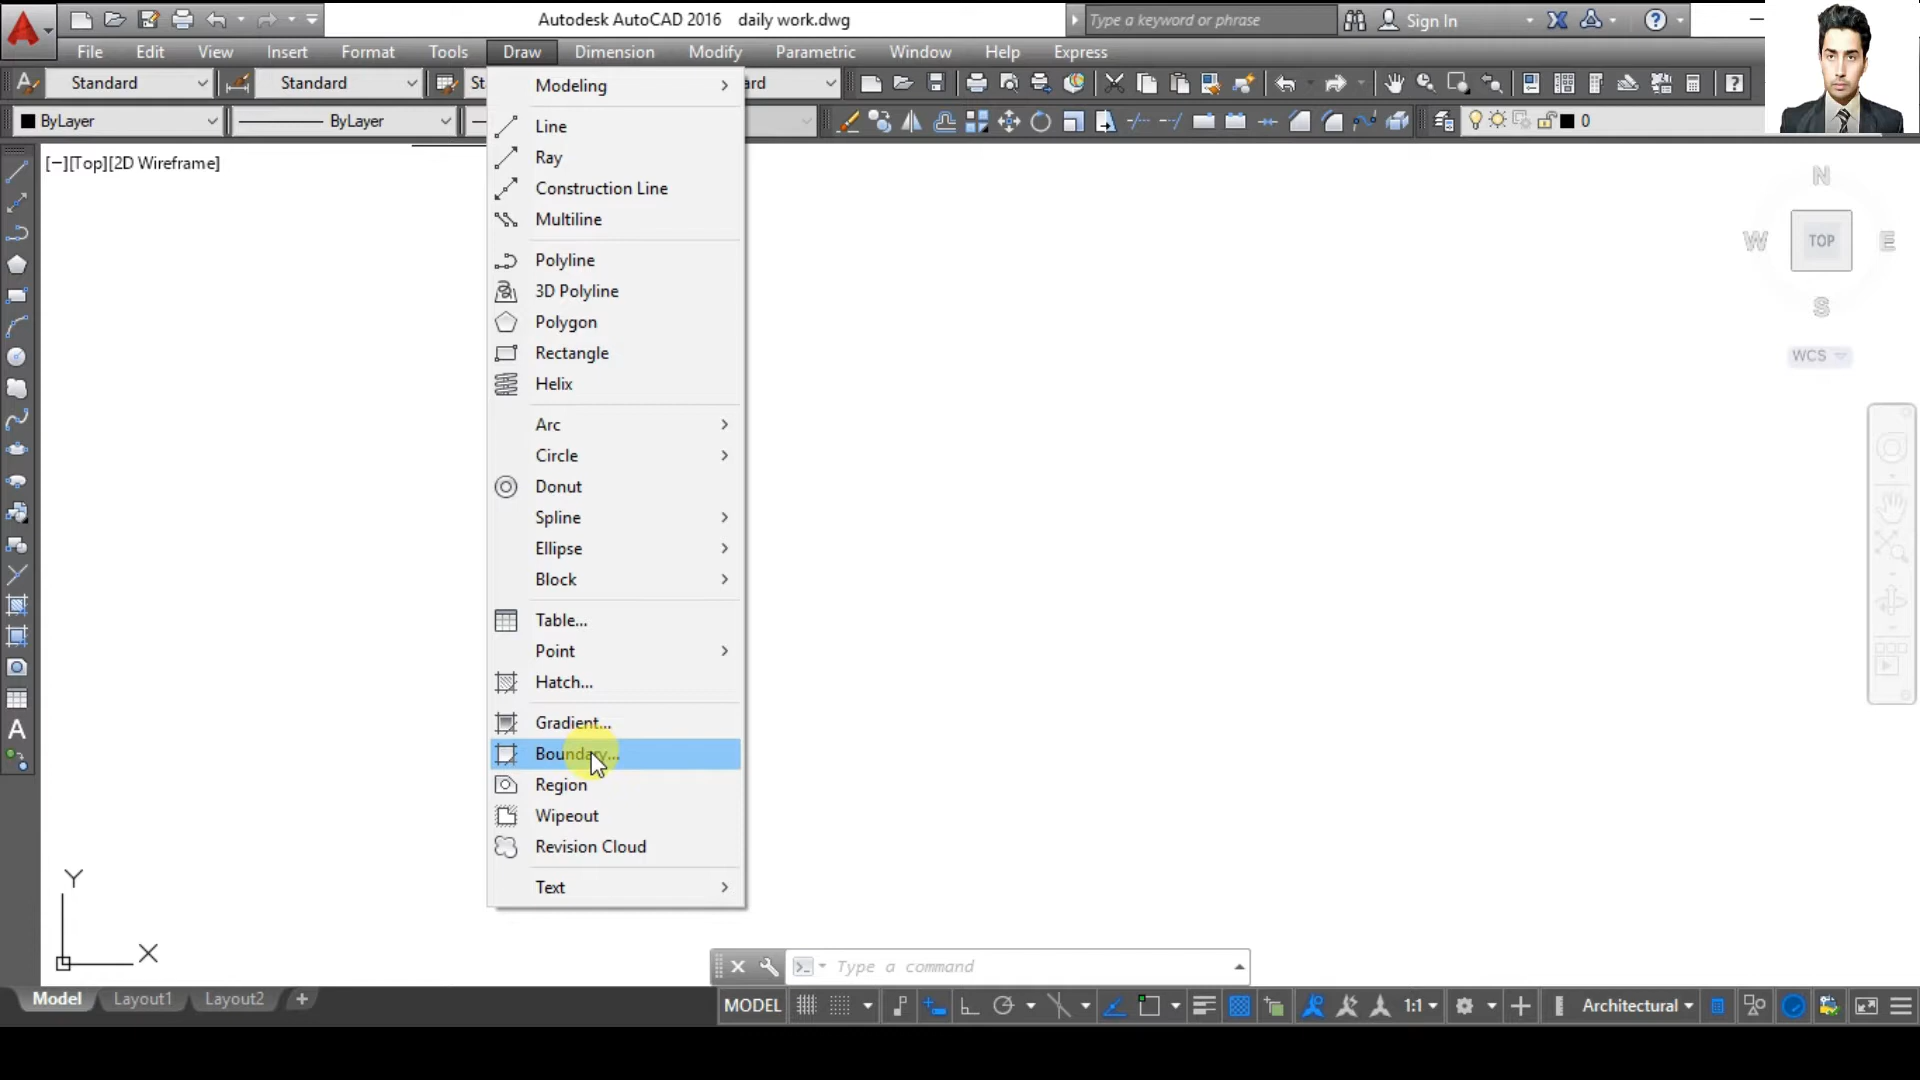 Autodesk AutoCAD 2016 daily work.dwg
Type a keyword or phrase
Sign In
File Edit View Insert Format Tools Draw Dimension Modify Parametric Window Help Express
Standard Standard
ByLayer ByLayer 0
[−][Top][2D Wireframe]
Modeling
Line
Ray
Construction Line
Multiline
Polyline
3D Polyline
Polygon
Rectangle
Helix
Arc
Circle
Donut
Spline
Ellipse
Block
Table...
Point
Hatch...
Gradient...
Boundary...
Region
Wipeout
Revision Cloud
Text
N
W TOP E
S
WCS
A
Y
X
Type a command
Model Layout1 Layout2 +
MODEL 1:1 Architectural